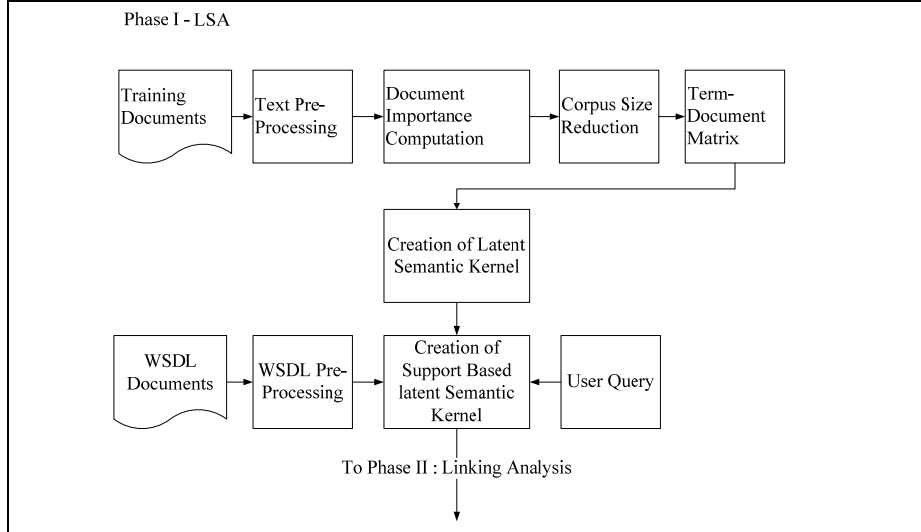 Phase I - LSA
Training
Documents
Text Pre-
Processing
Document
Importance
Computation
Corpus Size
Reduction
Term-
Document
Matrix
Creation of Latent
Semantic Kernel
WSDL
Documents
WSDL Pre-
Processing
Creation of
Support Based
latent Semantic
Kernel
User Query
To Phase II : Linking Analysis